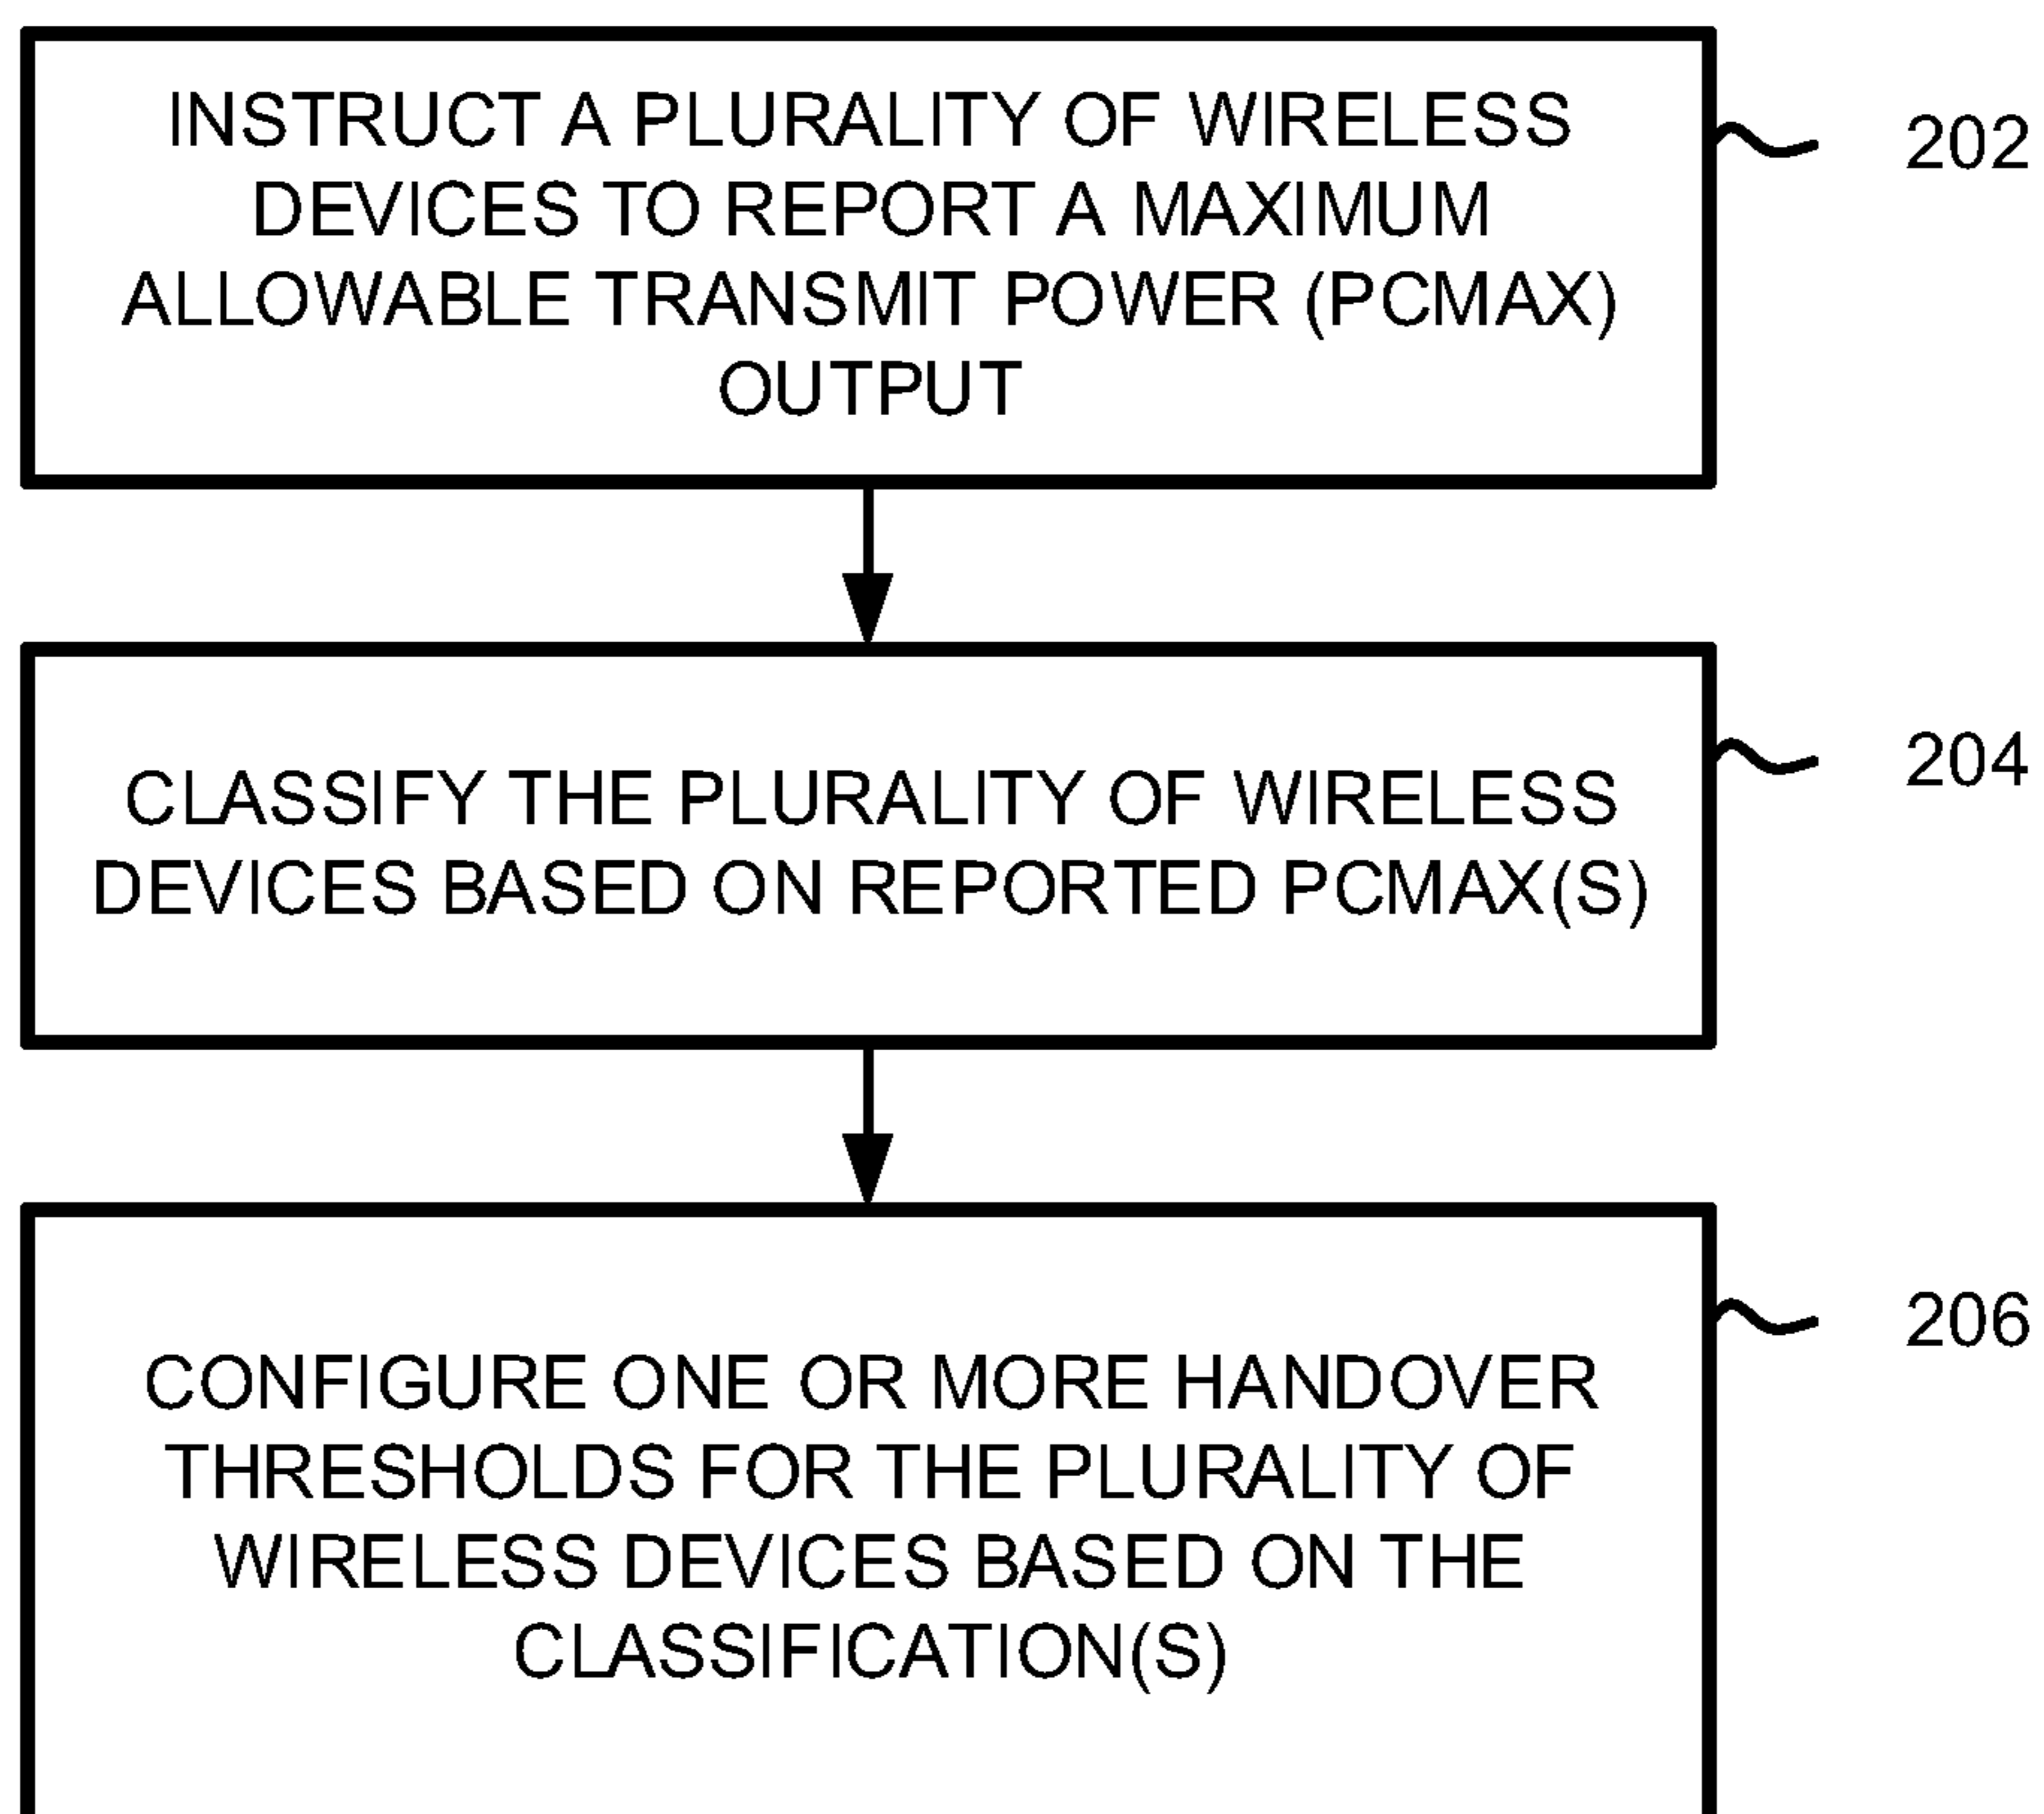 INSTRUCT A PLURALITY OF WIRELESS
DEVICES TO REPORT A MAXIMUM
ALLOWABLE TRANSMIT POWER (PCMAX)
OUTPUT
202
CLASSIFY THE PLURALITY OF WIRELESS
DEVICES BASED ON REPORTED PCMAX(S)
204
CONFIGURE ONE OR MORE HANDOVER
THRESHOLDS FOR THE PLURALITY OF
WIRELESS DEVICES BASED ON THE
CLASSIFICATION(S)
206